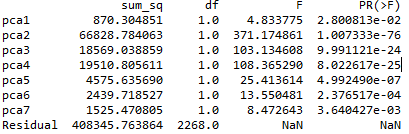 sum_sq df F PR(>F)
pca1 870.304851 1.0 4.833775 2.800813e-02
pca2 66828.784063 1.0 371.174861 1.007333e-76
pca3 18569.038859 1.0 103.134608 9.991121e-24
pca4 19510.805611 1.0 108.365290 8.022617e-25
pca5 4575.635690 1.0 25.413614 4.992490e-07
pca6 2439.718527 1.0 13.550481 2.376517e-04
pca7 1525.470805 1.0 8.472643 3.640427e-03
Residual 408345.763864 2268.0 NaN NaN